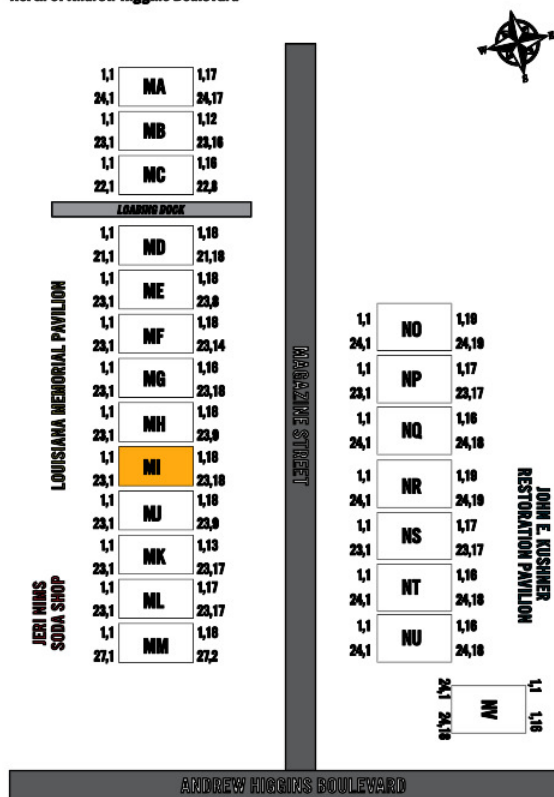 1,1 MA 1,17
24,1 24,17
1,1 MB 1,12
23,1 23,16
1,1 MC 1,16
22,1 22,8
LOADING DOCK
1,1 MD 1,18
21,1 21,18
1,1 ME 1,18
23,1 23,8
1,1 MF 1,18
23,1 23,14
1,1 MG 1,16
23,1 23,18
1,1 MH 1,18
23,1 23,9
1,1 MI 1,18
23,1 23,18
1,1 MJ 1,18
23,1 23,9
1,1 MK 1,13
23,1 23,17
1,1 ML 1,17
23,1 23,17
1,1 MM 1,18
27,1 27,2
LOUISIANA MEMORIAL PAVILION
JERI NIMS
SODA SHOP
MAGAZINE STREET
1,1 NO 1,19
24,1 24,19
1,1 NP 1,17
23,1 23,17
1,1 NQ 1,16
24,1 24,18
1,1 NR 1,19
24,1 24,19
1,1 NS 1,17
23,1 23,17
1,1 NT 1,16
24,1 24,18
1,1 NU 1,16
24,1 24,18
JOHN E. KUSHNER
RESTORATION PAVILION
1,1 NV 1,16
24,1 24,18
ANDREW HIGGINS BOULEVARD